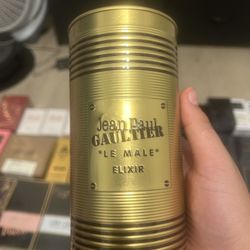 Jean Paul
GAULTIER
"LE MALE"
ELIXIR